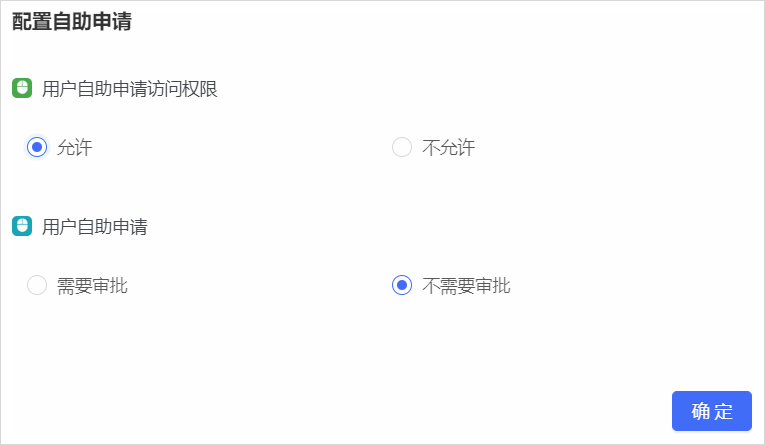 配置自助申请
用户自助申请访问权限
允许 不允许
用户自助申请
需要审批 不需要审批
确 定